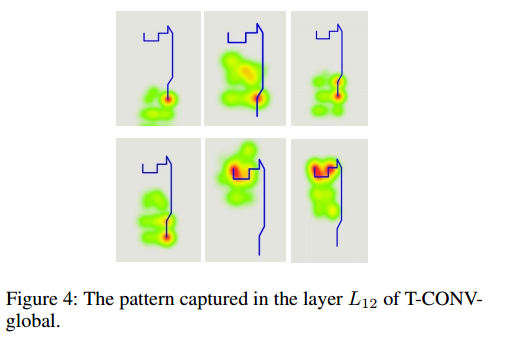 Figure 4: The pattern captured in the layer L12 of T-CONV-
global.